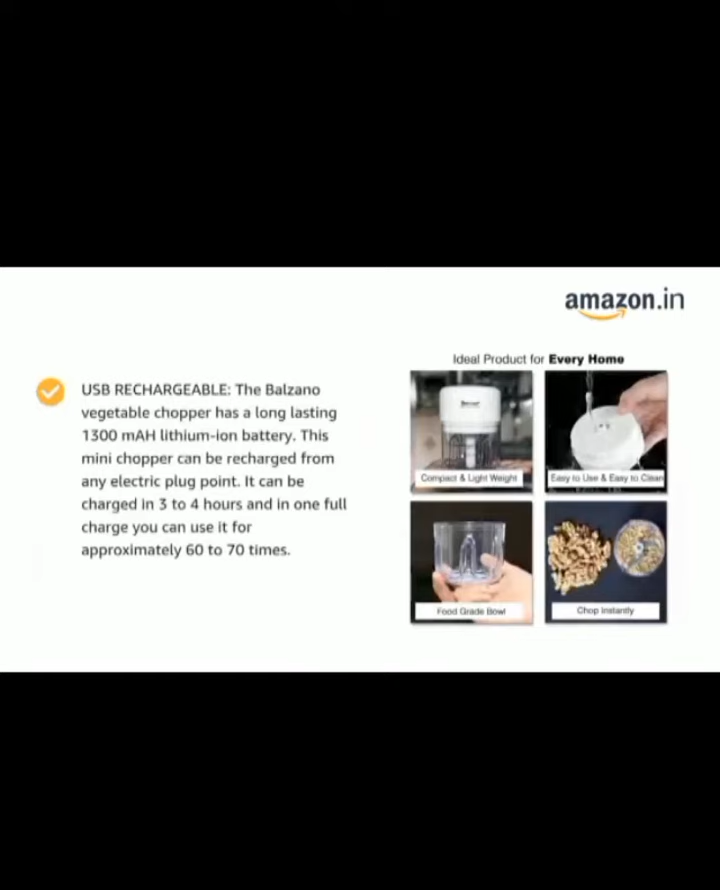 amazon.in
Ideal Product for Every Home
USB RECHARGEABLE: The Balzano
vegetable chopper has a long lasting
1300 mAH lithium-ion battery. This
mini chopper can be recharged from
any electric plug point. It can be
charged in 3 to 4 hours and in one full
charge you can use it for
approximately 60 to 70 times.
Compact & Light Weight
Easy to Use & Easy to Clean
Food Grade Bowl
Chop Instantly